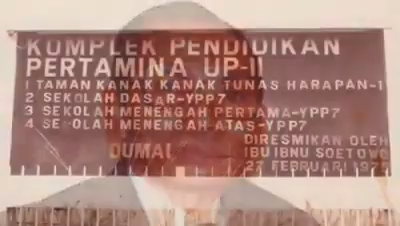 KOMPLEK PENDIDIKAN
PERTAMINA UP-II
1 TAMAN KANAK KANAK TUNAS HARAPAN-1
2 SEKOLAH DASAR-YPP7
3 SEKOLAH MENENGAH PERTAMA-YPP7
4 SEKOLAH MENENGAH ATAS-YPP7
DUMAI
DIRESMIKAN OLEH
IBU IBNU SOETOWO
27 FEBRUARI